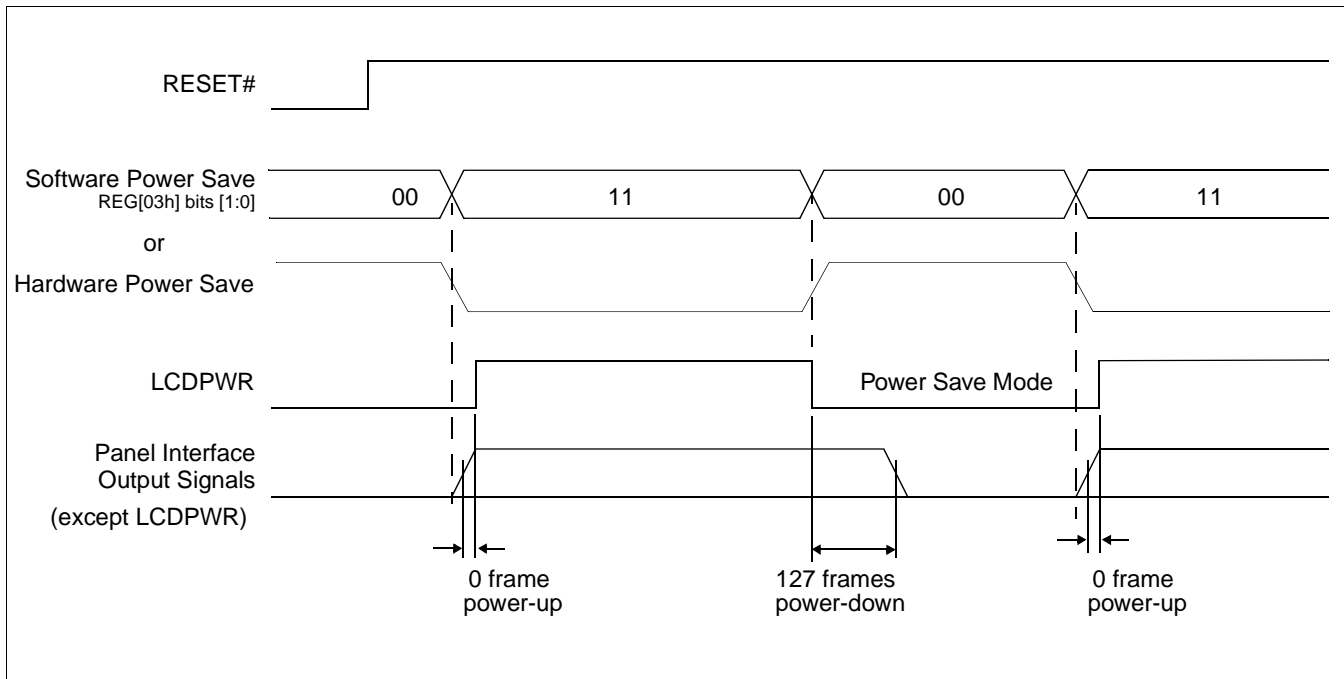 RESET#
Software Power Save
REG[03h] bits [1:0]
00
11
00
11
or
Hardware Power Save
LCDPWR
Power Save Mode
Panel Interface
Output Signals
(except LCDPWR)
0 frame
power-up
127 frames
power-down
0 frame
power-up